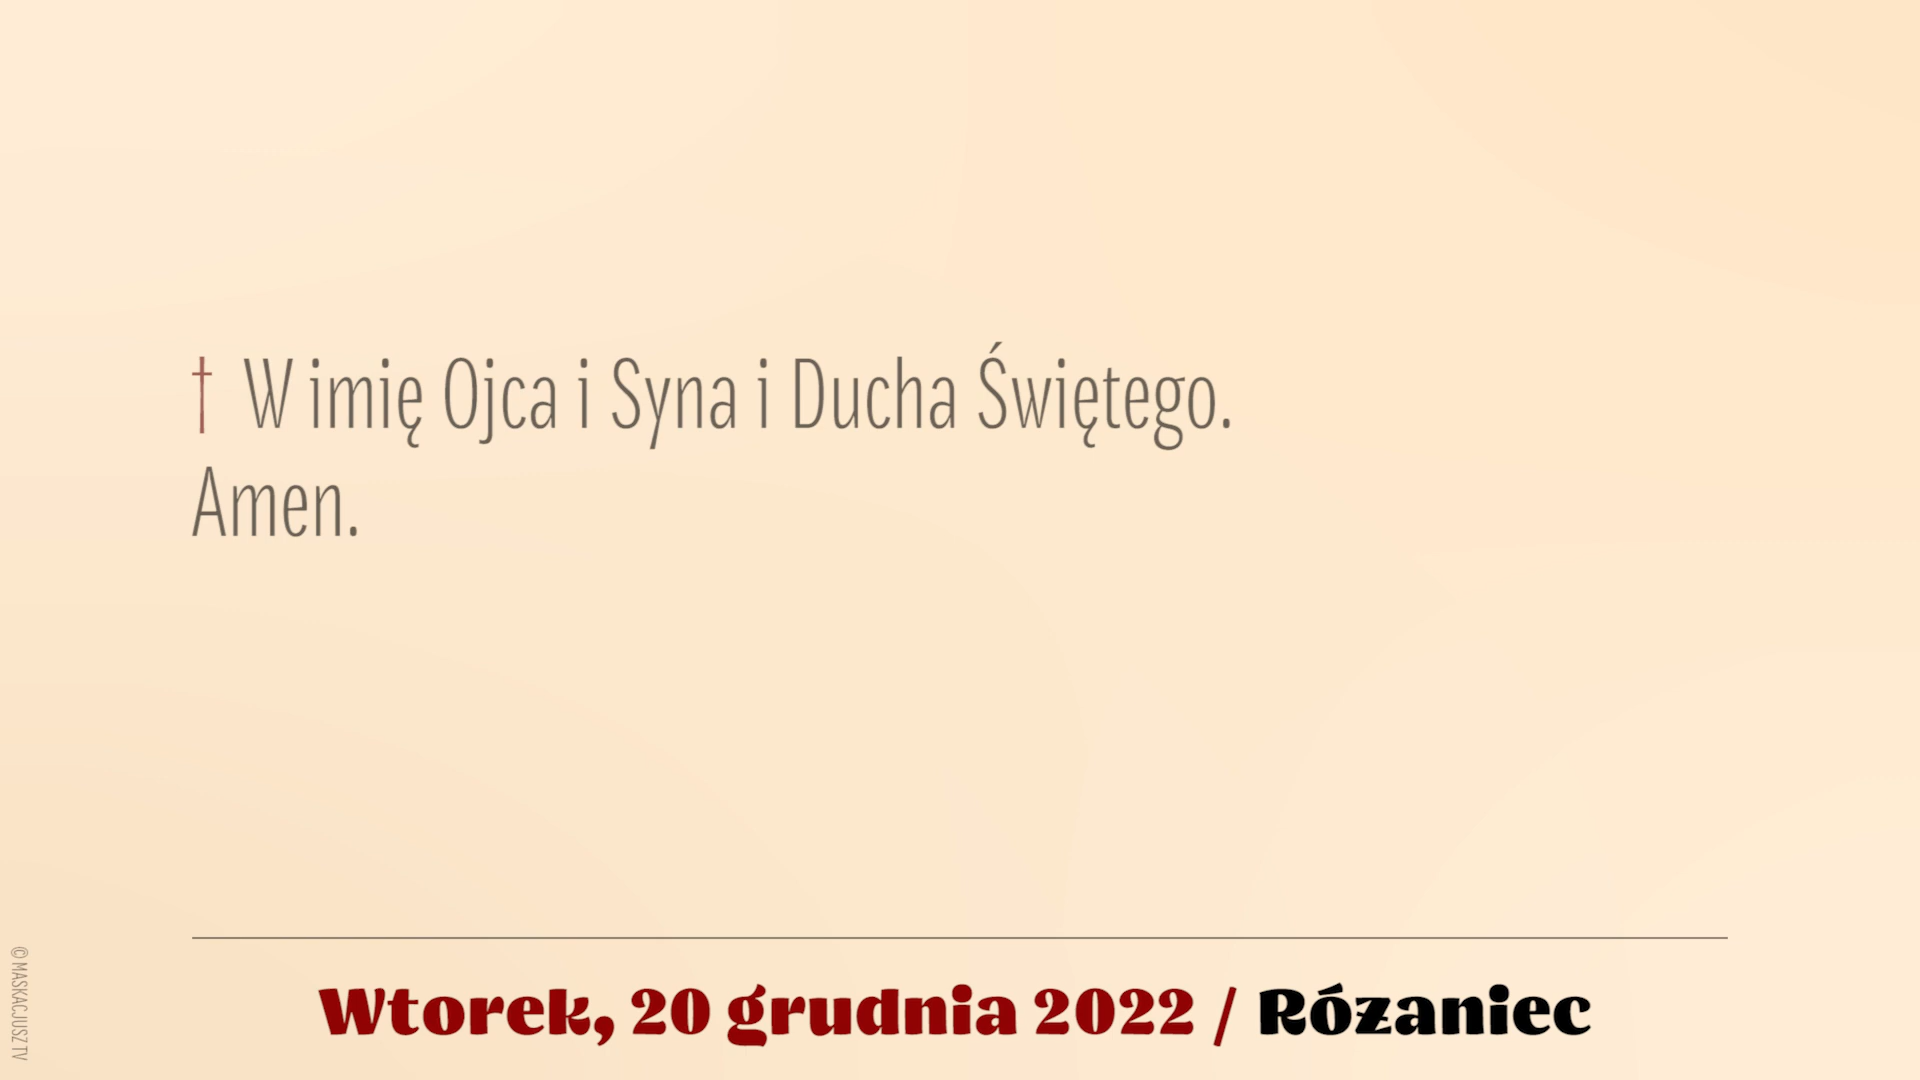 † W imię Ojca i Syna i Ducha Świętego.
Amen.
Wtorek, 20 grudnia 2022 / Różaniec
© MASKACJUSZ TV